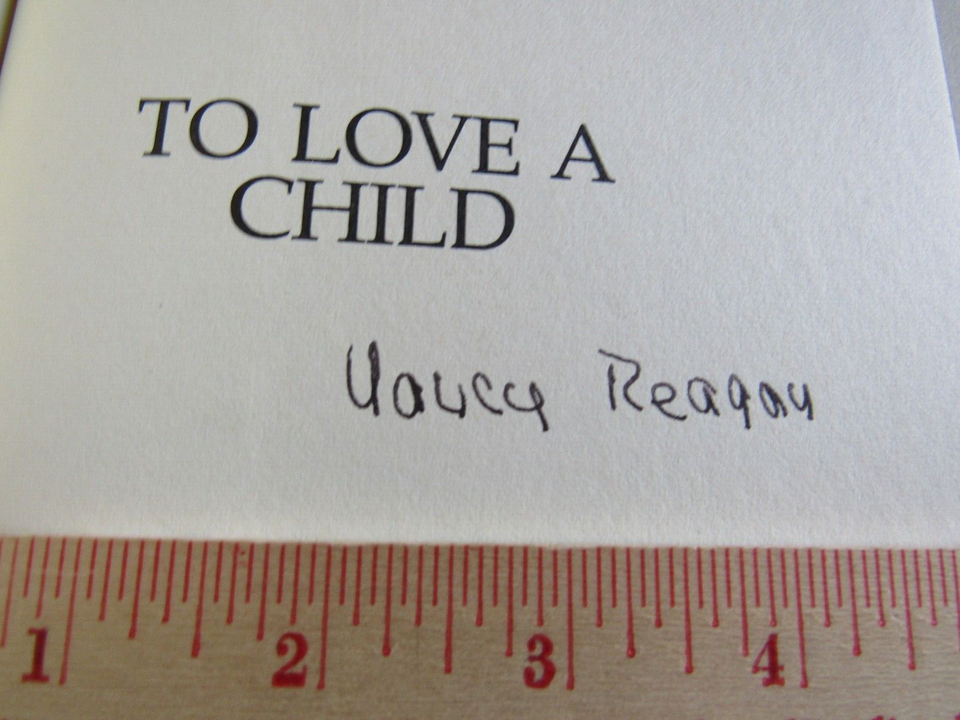 TO LOVE A
CHILD
Nancy Reagan
1 2 3 4